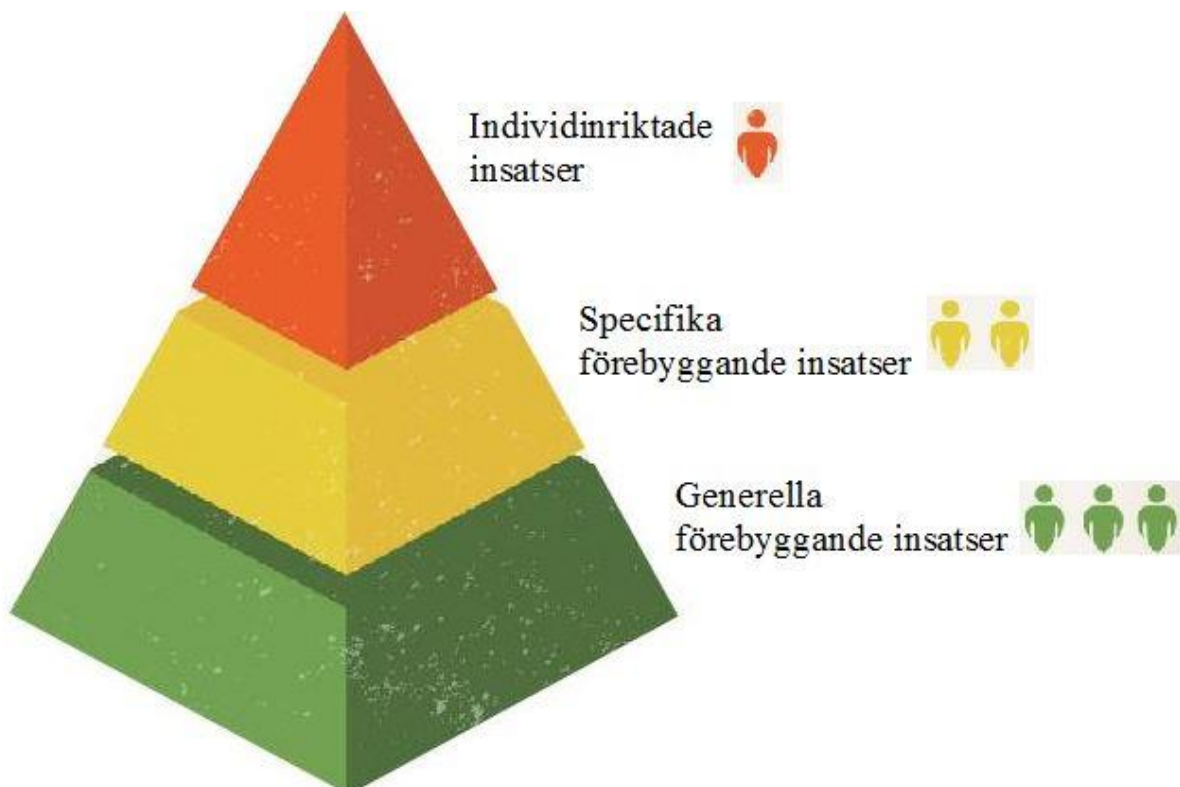 Individinriktade
insatser
Specifika
förebyggande insatser
Generella
förebyggande insatser